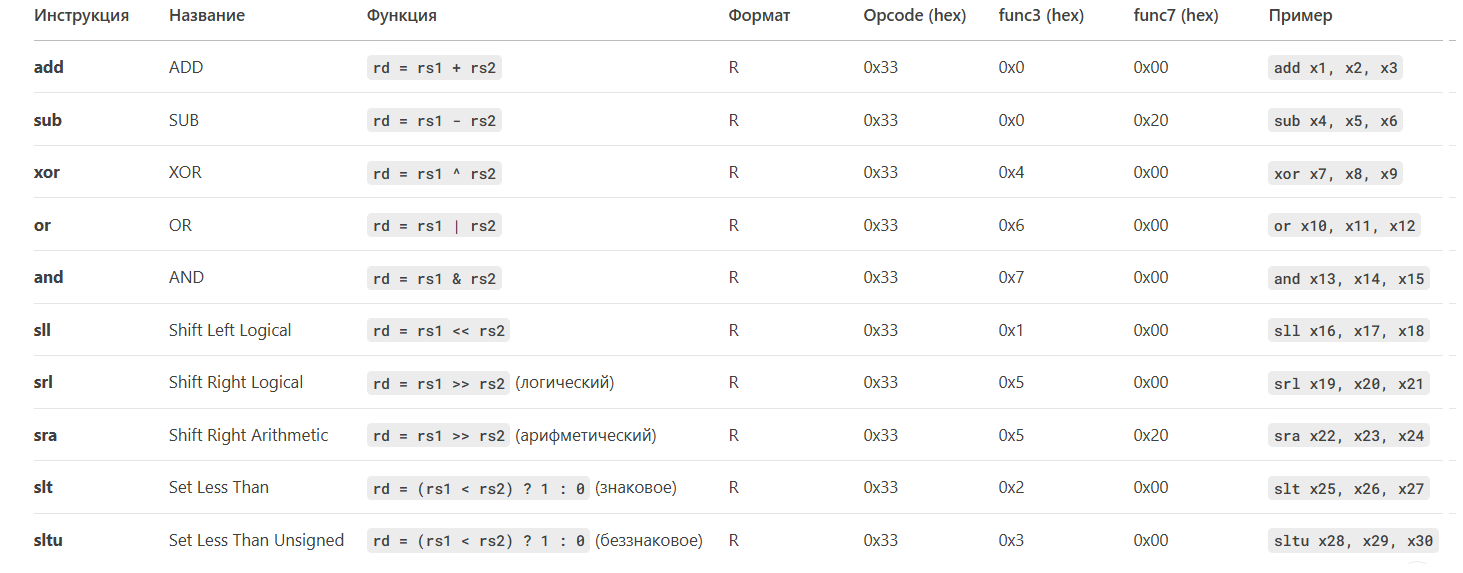 Инструкция Название Функция Формат Opcode (hex) func3 (hex) func7 (hex) Пример
add ADD rd = rs1 + rs2 R 0x33 0x0 0x00 add x1, x2, x3
sub SUB rd = rs1 - rs2 R 0x33 0x0 0x20 sub x4, x5, x6
xor XOR rd = rs1 ^ rs2 R 0x33 0x4 0x00 xor x7, x8, x9
or OR rd = rs1 | rs2 R 0x33 0x6 0x00 or x10, x11, x12
and AND rd = rs1 & rs2 R 0x33 0x7 0x00 and x13, x14, x15
sll Shift Left Logical rd = rs1 << rs2 R 0x33 0x1 0x00 sll x16, x17, x18
srl Shift Right Logical rd = rs1 >> rs2 (логический) R 0x33 0x5 0x00 srl x19, x20, x21
sra Shift Right Arithmetic rd = rs1 >> rs2 (арифметический) R 0x33 0x5 0x20 sra x22, x23, x24
slt Set Less Than rd = (rs1 < rs2) ? 1 : 0 (знаковое) R 0x33 0x2 0x00 slt x25, x26, x27
sltu Set Less Than Unsigned rd = (rs1 < rs2) ? 1 : 0 (беззнаковое) R 0x33 0x3 0x00 sltu x28, x29, x30